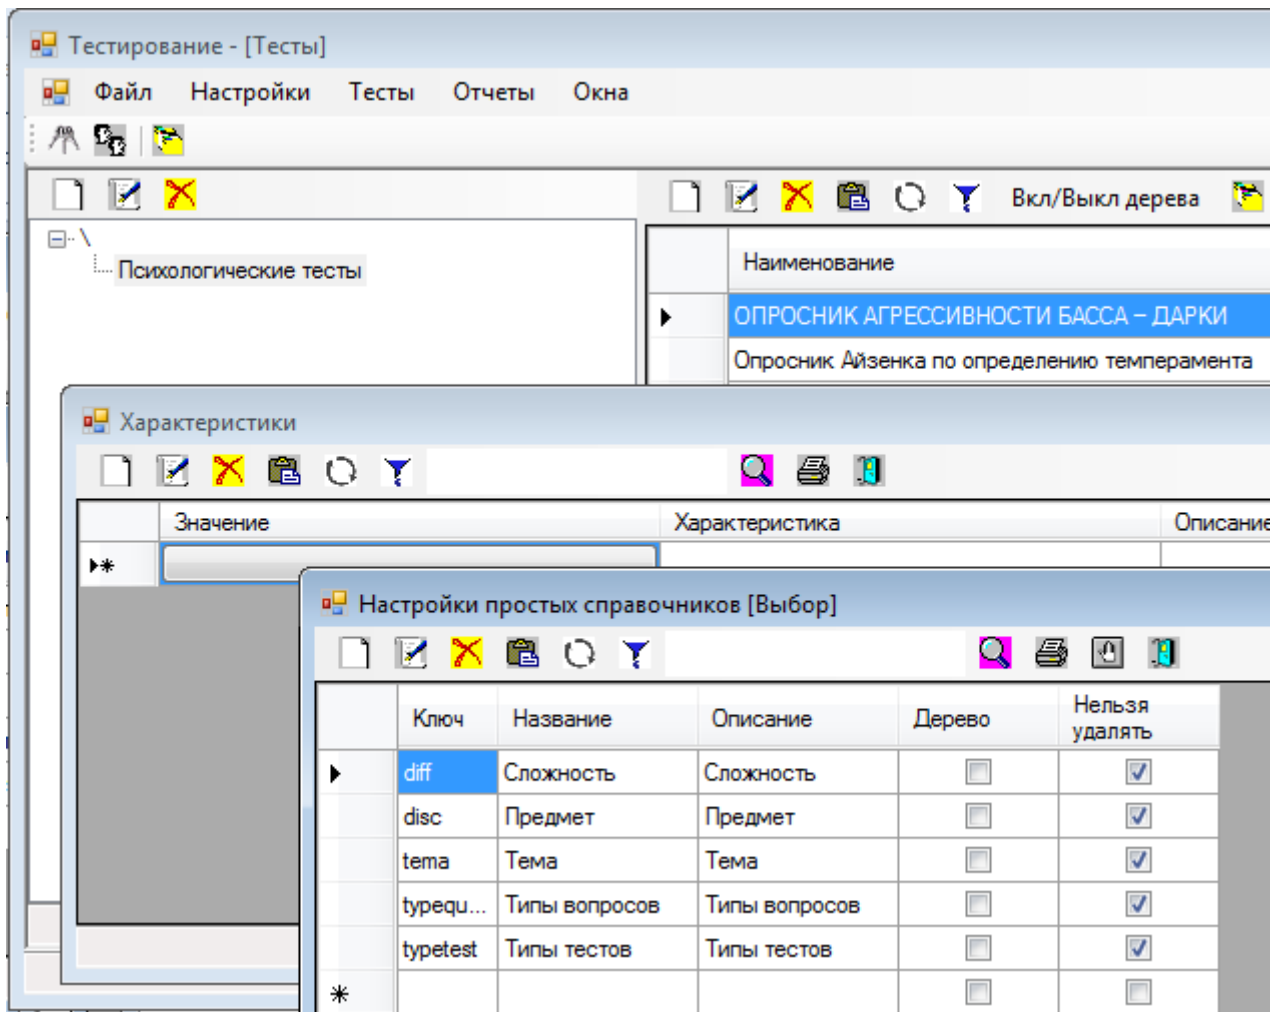 Тестирование - [Тесты]
Файл Настройки Тесты Отчеты Окна
Вкл/Выкл дерева
\
Психологические тесты
Наименование
ОПРОСНИК АГРЕССИВНОСТИ БАССА – ДАРКИ
Опросник Айзенка по определению темперамента
Характеристики
Значение Характеристика Описание
Настройки простых справочников [Выбор]
Ключ Название Описание Дерево Нельзя
удалять
diff Сложность Сложность
disc Предмет Предмет
tema Тема Тема
typequ... Типы вопросов Типы вопросов
typetest Типы тестов Типы тестов